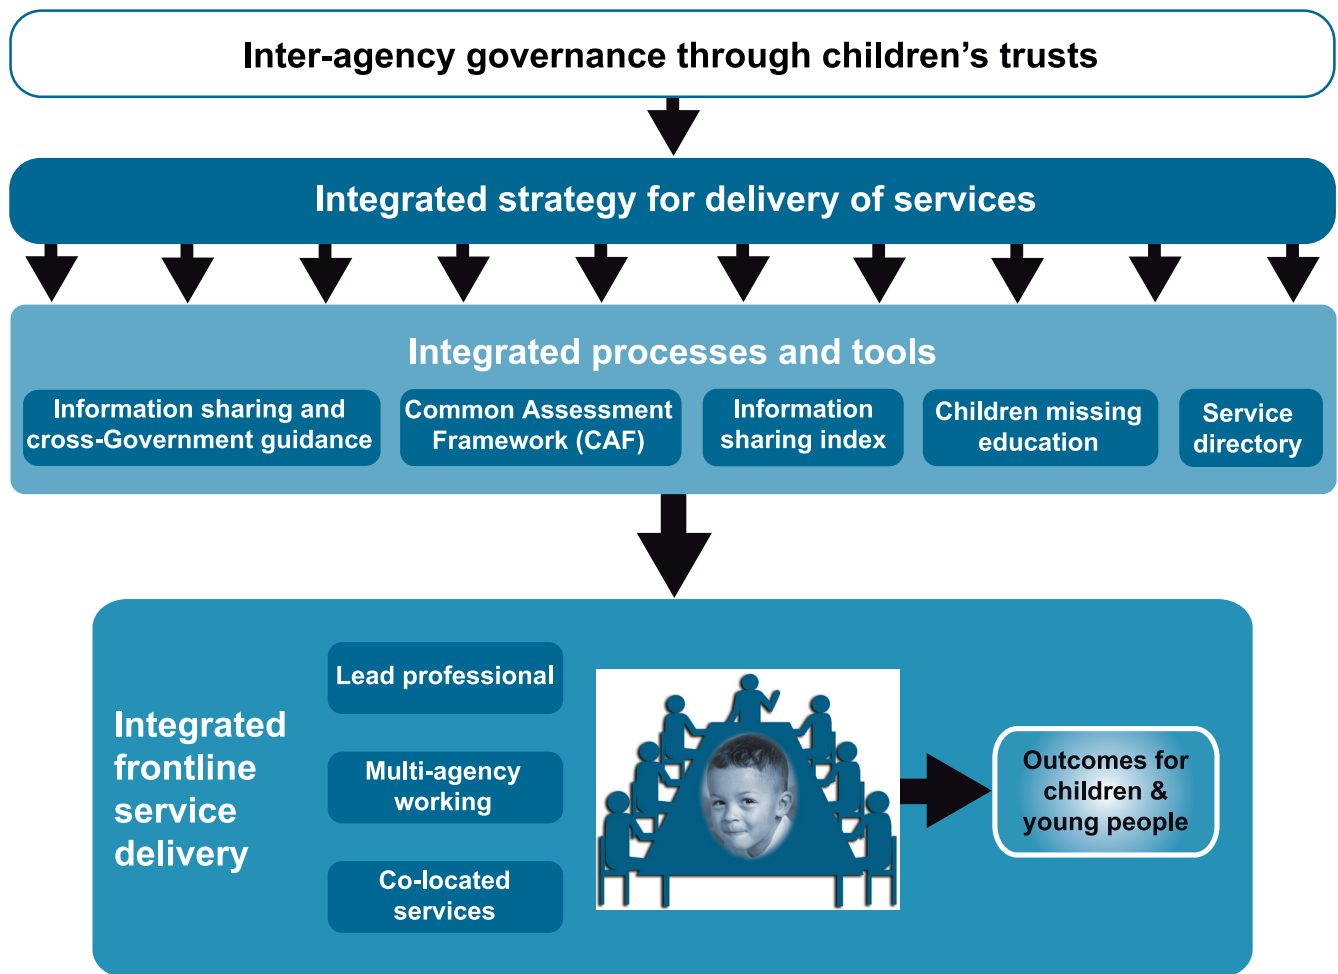 Inter-agency governance through children’s trusts
Integrated strategy for delivery of services
Integrated processes and tools
Information sharing and
cross-Government guidance
Common Assessment
Framework (CAF)
Information
sharing index
Children missing
education
Service
directory
Integrated
frontline
service
delivery
Lead professional
Multi-agency
working
Co-located
services
Outcomes for
children &
young people